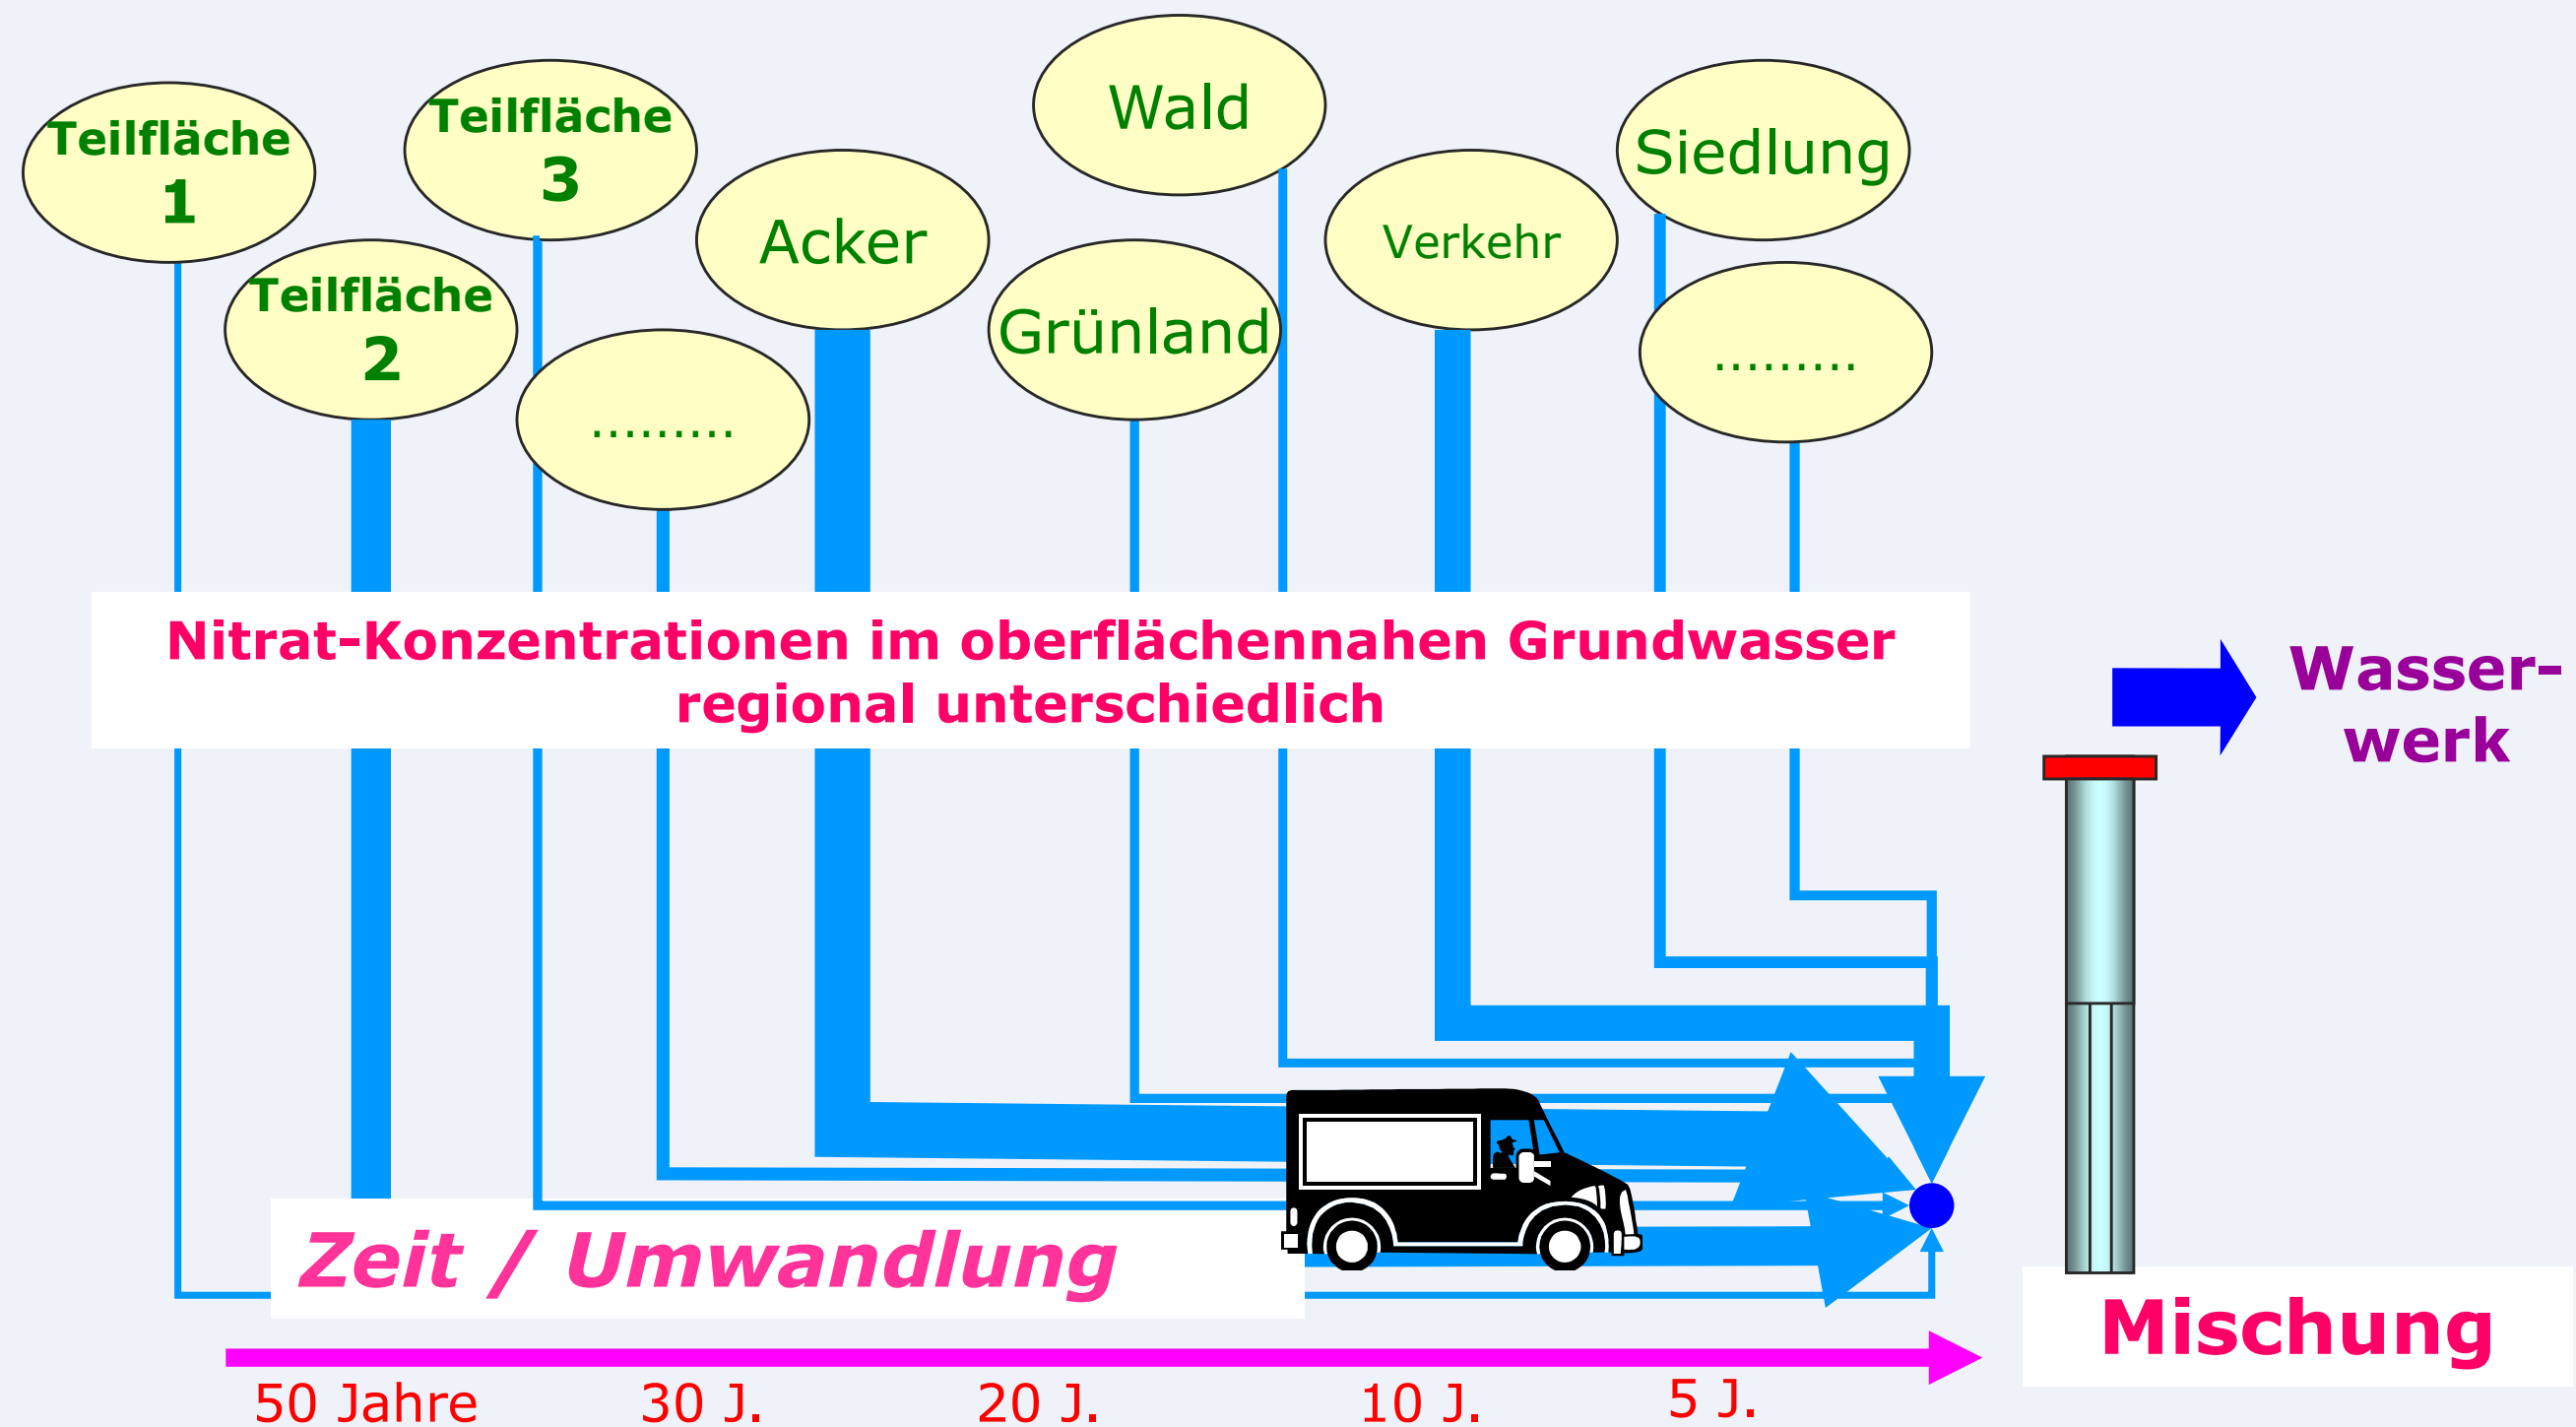 Teilfläche
1
Teilfläche
2
Teilfläche
3
.........
Acker
Wald
Grünland
Verkehr
Siedlung
.........
Nitrat-Konzentrationen im oberflächennahen Grundwasser
regional unterschiedlich
Wasser-
werk
Zeit / Umwandlung
Mischung
50 Jahre
30 J.
20 J.
10 J.
5 J.